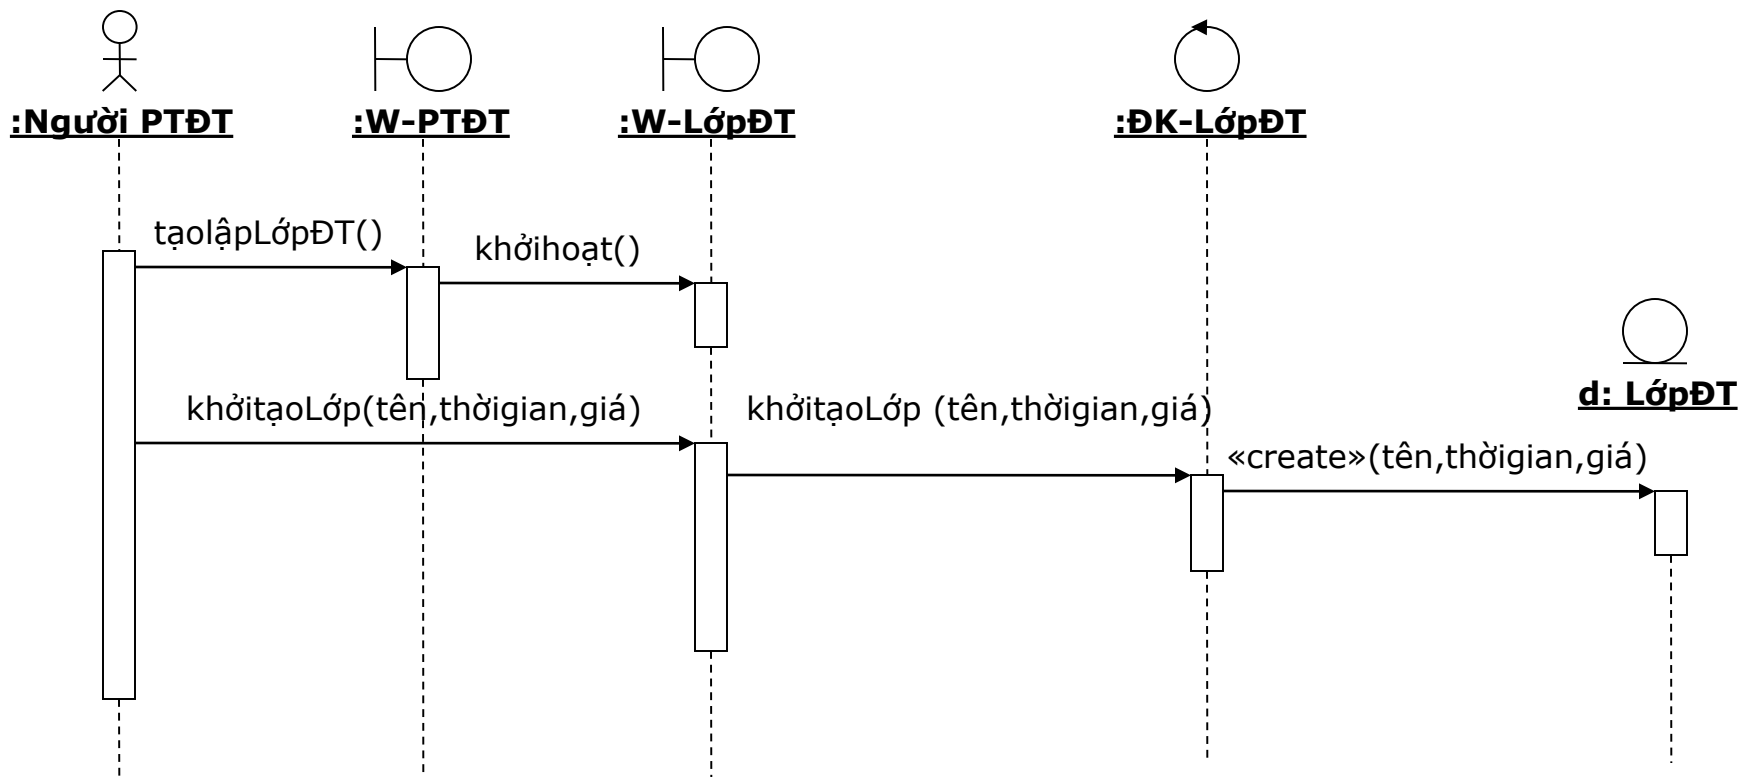 :Người PTĐT
:W-PTĐT
:W-LớpĐT
:ĐK-LớpĐT
tạolậpLớpĐT()
khởihoạt()
d: LớpĐT
khởitạoLớp(tên,thờigian,giá)
khởitạoLớp (tên,thờigian,giá)
«create»(tên,thờigian,giá)